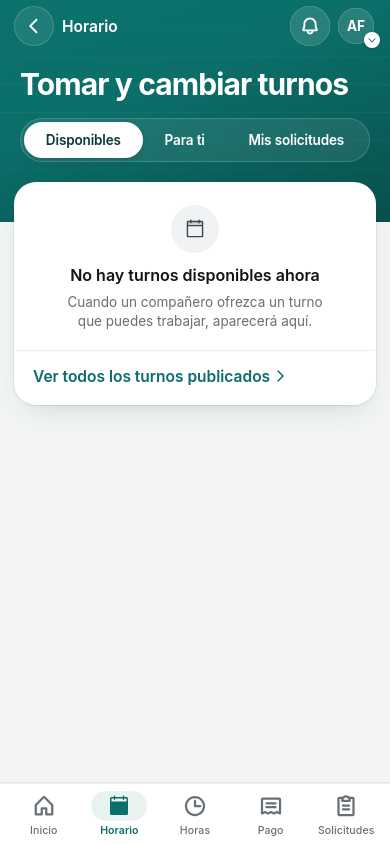 Horario
AF
Tomar y cambiar turnos
Disponibles
Para ti
Mis solicitudes
No hay turnos disponibles ahora
Cuando un compañero ofrezca un turno
que puedes trabajar, aparecerá aquí.
Ver todos los turnos publicados
Inicio
Horario
Horas
Pago
Solicitudes